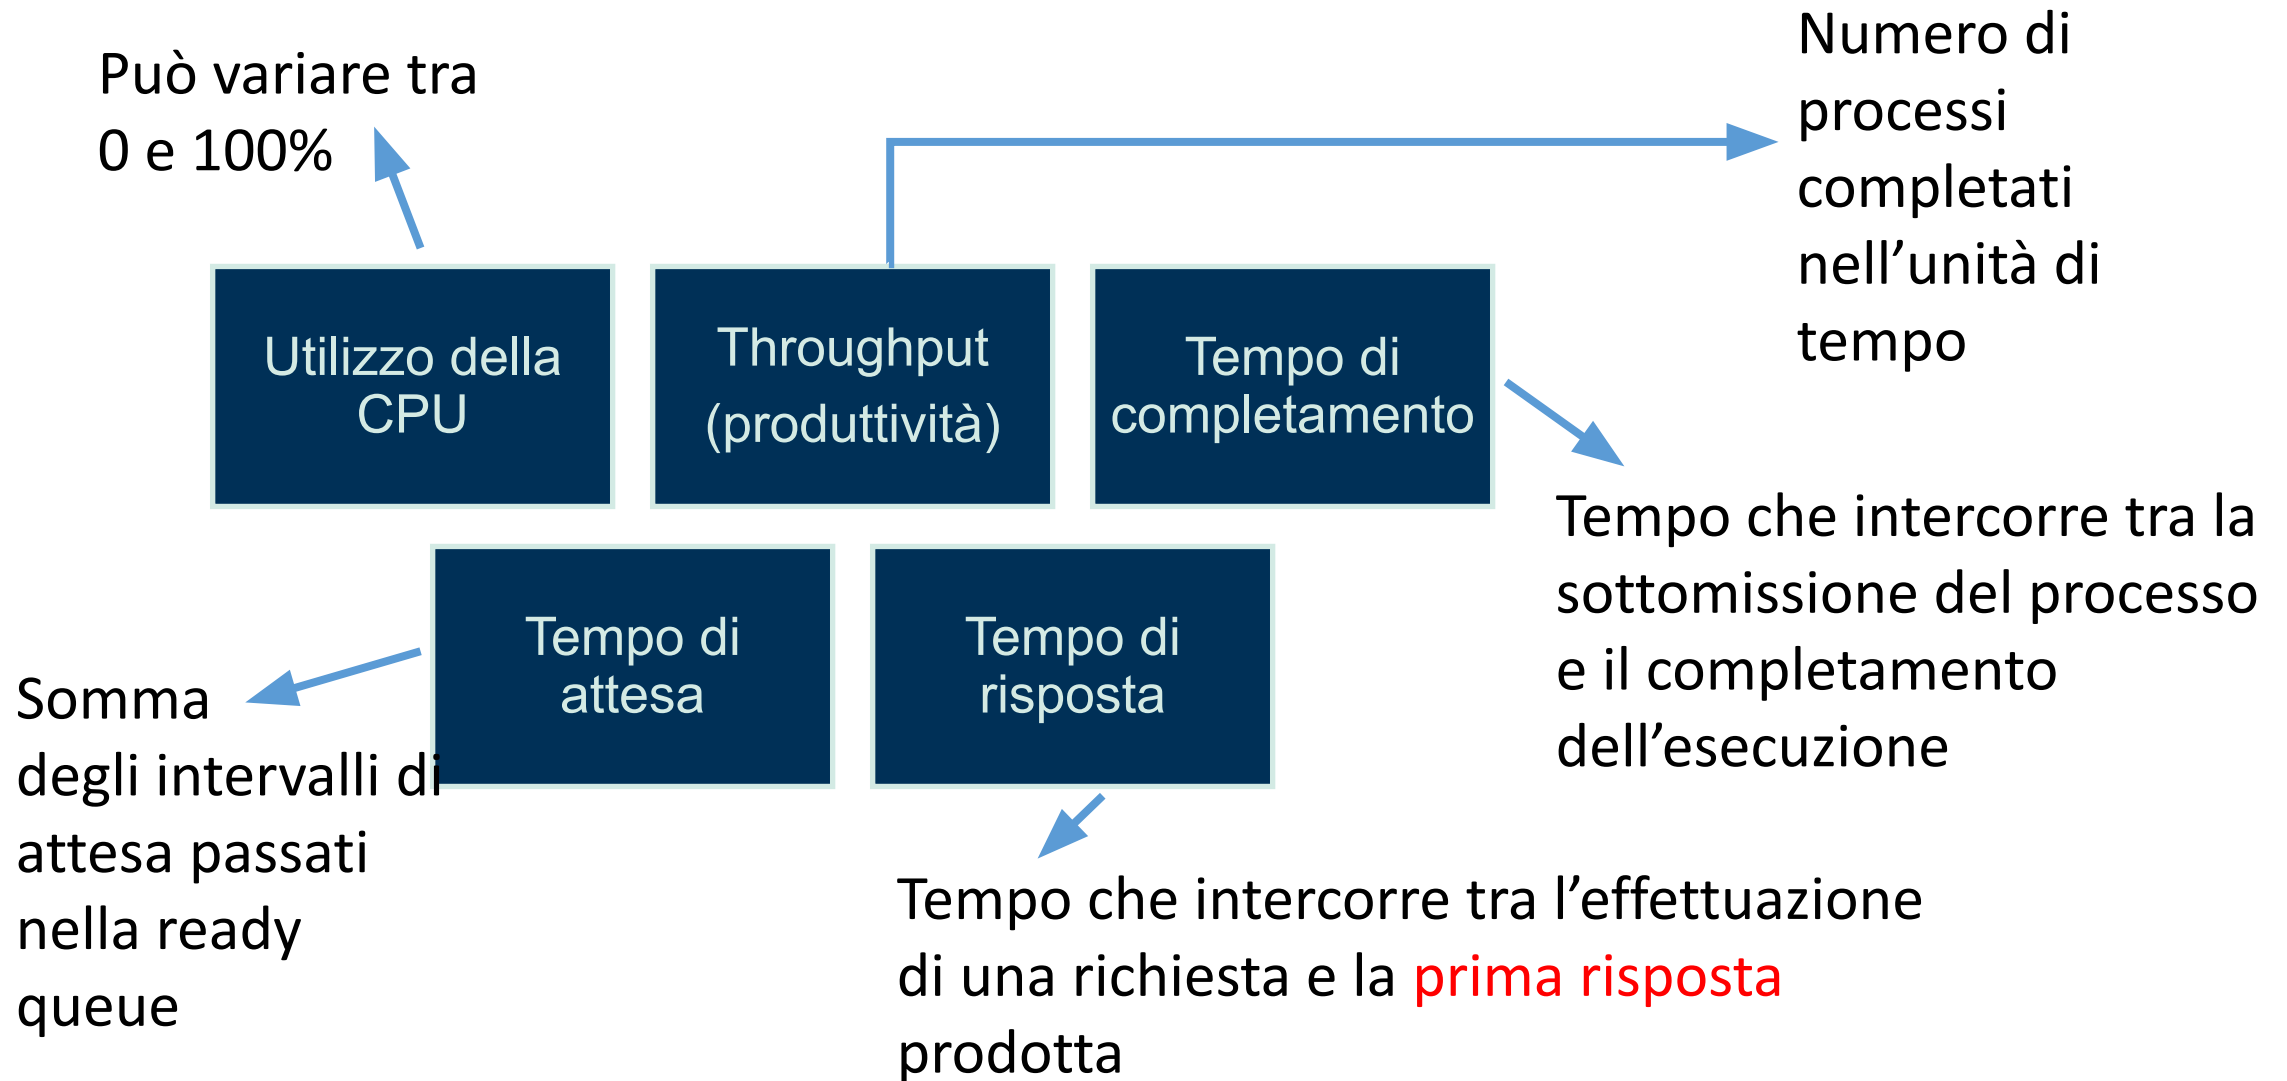 Può variare tra
0 e 100%
Numero di
processi
completati
nell’unità di
tempo
Utilizzo della
CPU
Throughput
(produttività)
Tempo di
completamento
Tempo che intercorre tra la
sottomissione del processo
e il completamento
dell’esecuzione
Tempo di
attesa
Tempo di
risposta
Somma
degli intervalli di
attesa passati
nella ready
queue
Tempo che intercorre tra l’effettuazione
di una richiesta e la prima risposta
prodotta